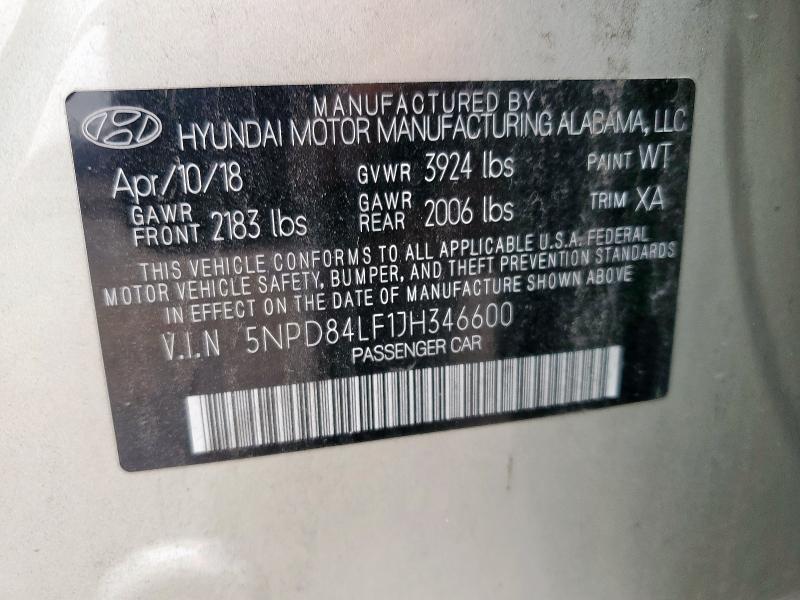 MANUFACTURED BY
HYUNDAI MOTOR MANUFACTURING ALABAMA, LLC
Apr/10/18 GVWR 3924 lbs PAINT WT
GAWR FRONT 2183 lbs GAWR REAR 2006 lbs TRIM XA
THIS VEHICLE CONFORMS TO ALL APPLICABLE U.S.A. FEDERAL
MOTOR VEHICLE SAFETY, BUMPER, AND THEFT PREVENTION STANDARDS
IN EFFECT ON THE DATE OF MANUFACTURE SHOWN ABOVE
V.I.N 5NPD84LF1JH346600
PASSENGER CAR